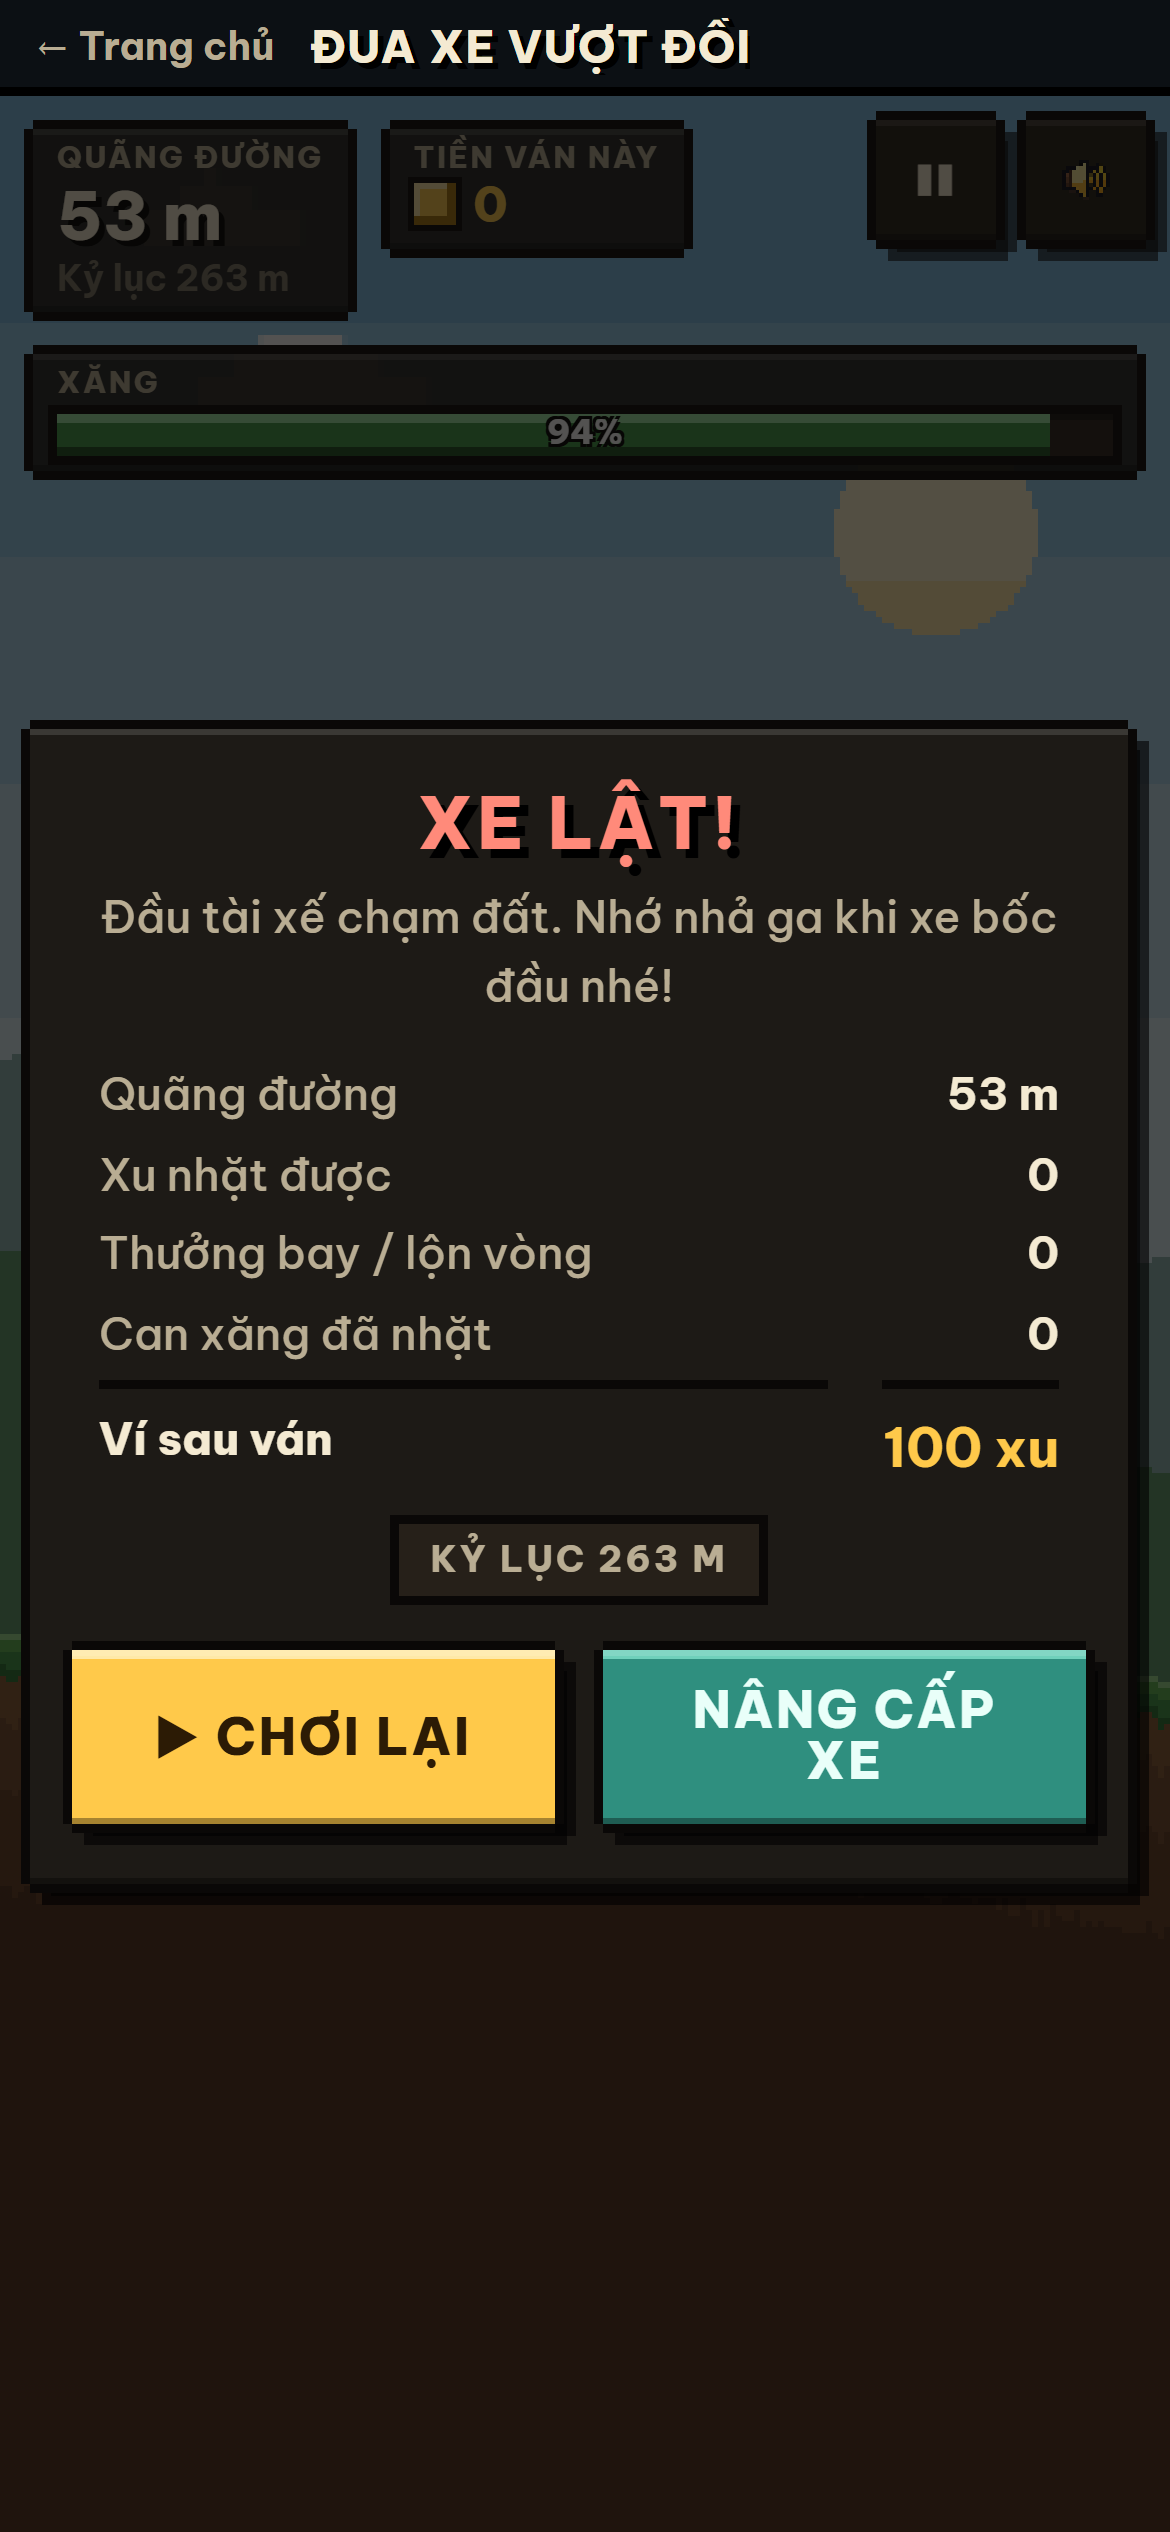 ← Trang chủ ĐUA XE VƯỢT ĐỒI
QUÃNG ĐƯỜNG
53 m
Kỷ lục 263 m
TIỀN VÁN NÀY
0
XĂNG
94%
XE LẬT!
Đầu tài xế chạm đất. Nhớ nhả ga khi xe bốc
đầu nhé!
Quãng đường 53 m
Xu nhặt được 0
Thưởng bay / lộn vòng 0
Can xăng đã nhặt 0
Ví sau ván 100 xu
KỶ LỤC 263 M
▶ CHƠI LẠI
NÂNG CẤP
XE